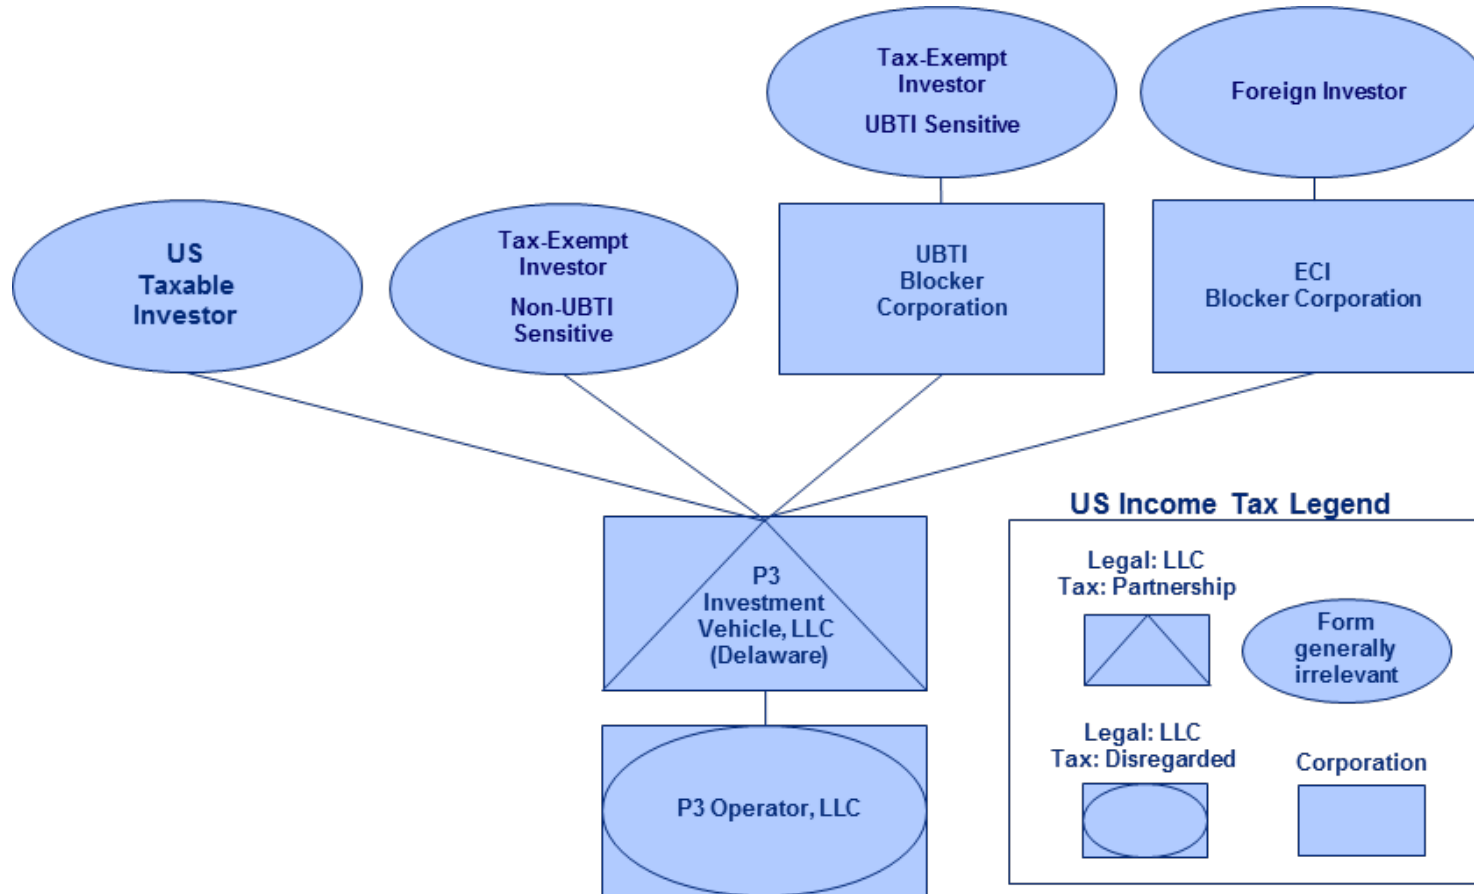 Tax-Exempt
Investor
UBTI Sensitive
Foreign Investor
US
Taxable
Investor
Tax-Exempt
Investor
Non-UBTI
Sensitive
UBTI
Blocker
Corporation
ECI
Blocker Corporation
P3
Investment
Vehicle, LLC
(Delaware)
P3 Operator, LLC
US Income Tax Legend
Legal: LLC
Tax: Partnership
Form
generally
irrelevant
Legal: LLC
Tax: Disregarded
Corporation